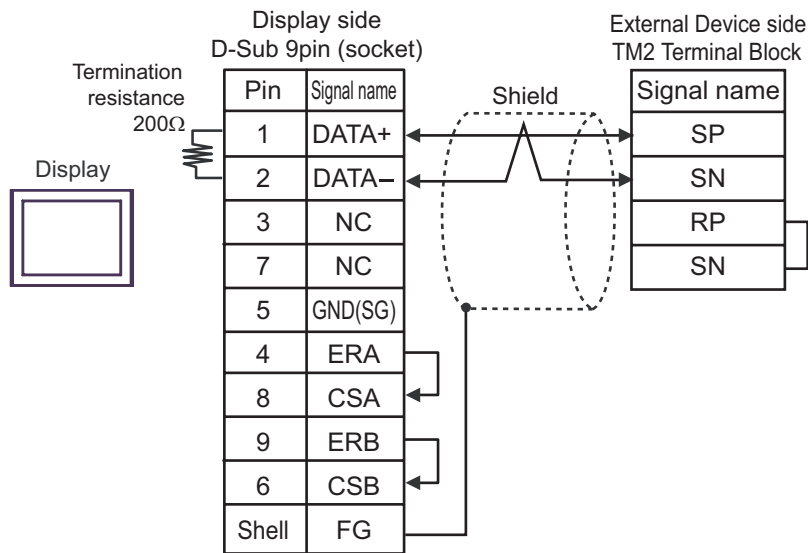 Display side
D-Sub 9pin (socket)
External Device side
TM2 Terminal Block
Termination
resistance
200Ω
Display
Shield
Pin Signal name
1 DATA+
2 DATA−
3 NC
7 NC
5 GND(SG)
4 ERA
8 CSA
9 ERB
6 CSB
Shell FG
Signal name
SP
SN
RP
SN